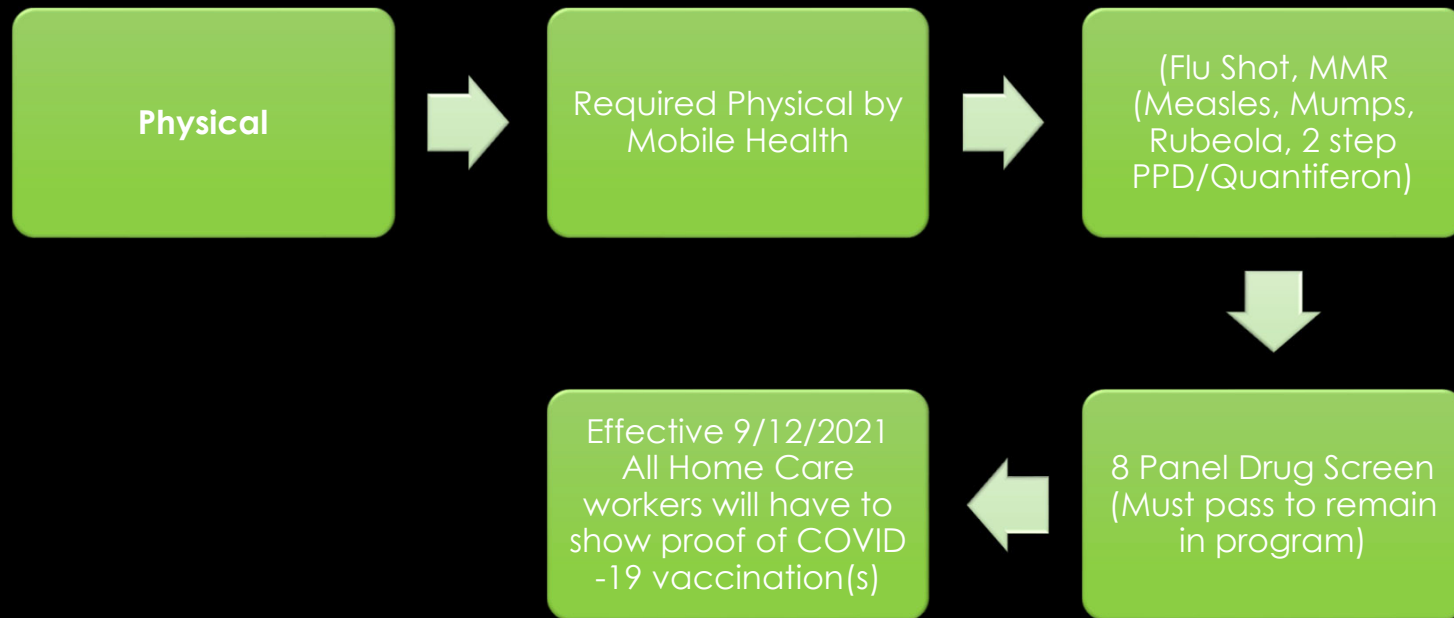 Physical
Required Physical by
Mobile Health
(Flu Shot, MMR
(Measles, Mumps,
Rubeola, 2 step
PPD/Quantiferon)
8 Panel Drug Screen
(Must pass to remain
in program)
Effective 9/12/2021
All Home Care
workers will have to
show proof of COVID
-19 vaccination(s)